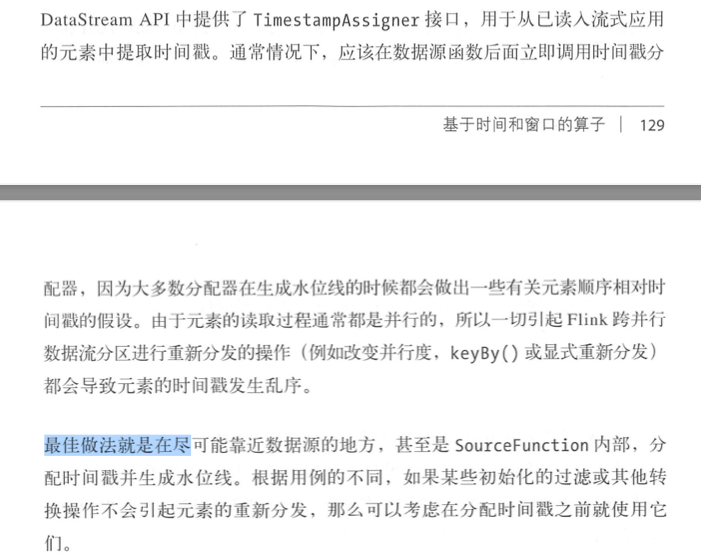 DataStream API 中提供了 TimestampAssigner 接口，用于从已读入流式应用
的元素中提取时间戳。通常情况下，应该在数据源函数后面立即调用时间戳分
基于时间和窗口的算子 | 129
配器，因为大多数分配器在生成水位线的时候都会做出一些有关元素顺序相对时
间戳的假设。由于元素的读取过程通常都是并行的，所以一切引起 Flink 跨并行
数据流分区进行重新分发的操作（例如改变并行度，keyBy() 或显式重新分发）
都会导致元素的时间戳发生乱序。
最佳做法就是在尽可能靠近数据源的地方，甚至是 SourceFunction 内部，分
配时间戳并生成水位线。根据用例的不同，如果某些初始化的过滤或其他转
换操作不会引起元素的重新分发，那么可以考虑在分配时间戳之前就使用它
们。